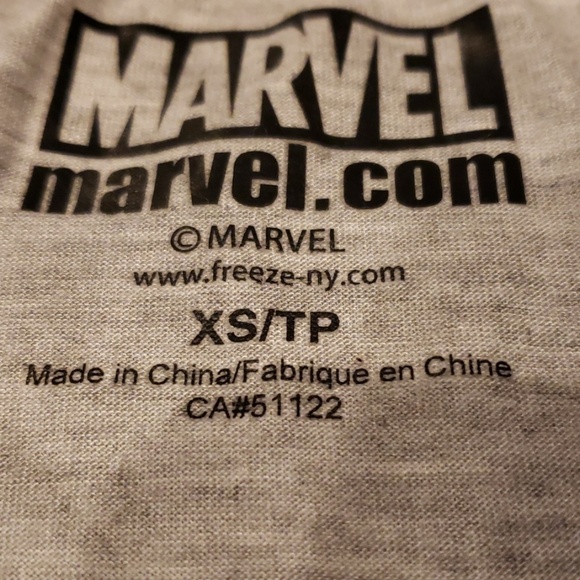 MARVEL
marvel.com
©MARVEL
www.freeze-ny.com
XS/TP
Made in China/Fabriquè en Chine
CA#51122